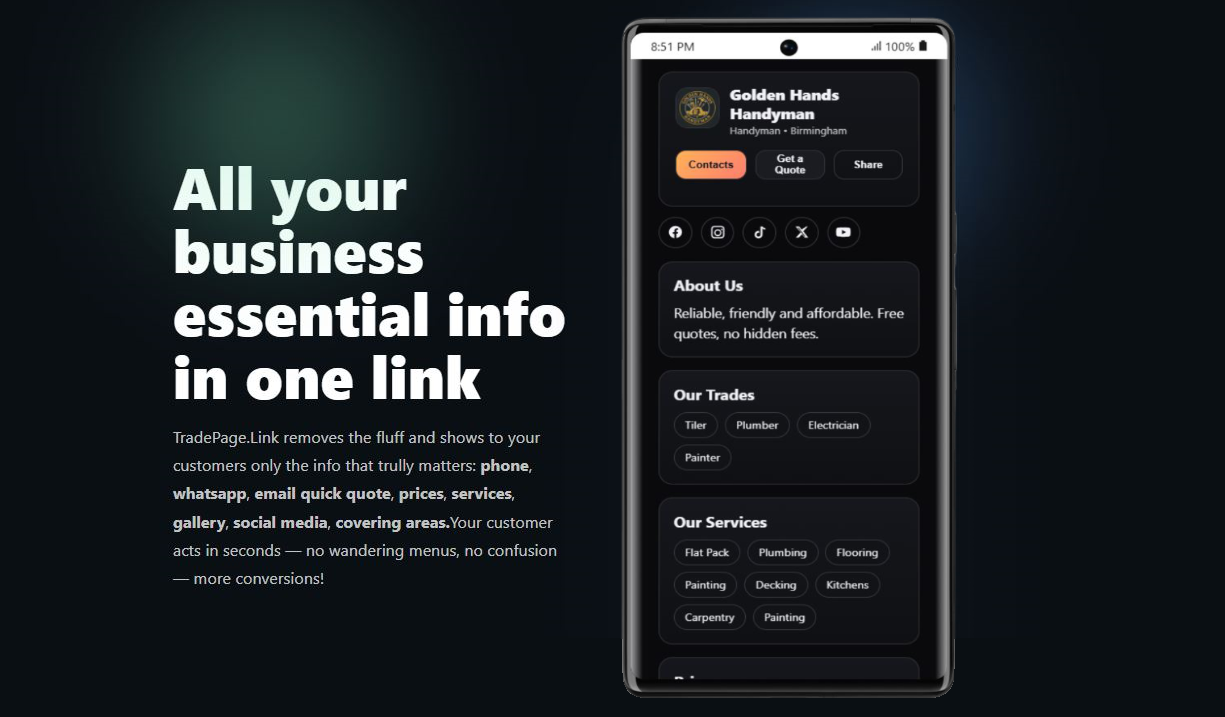 All your
business
essential info
in one link
TradePage.Link removes the fluff and shows to your
customers only the info that trully matters: phone,
whatsapp, email quick quote, prices, services,
gallery, social media, covering areas.Your customer
acts in seconds — no wandering menus, no confusion
— more conversions!
8:51 PM 100%
Golden Hands
Handyman
Handyman • Birmingham
Contacts Get a Quote Share
About Us
Reliable, friendly and affordable. Free
quotes, no hidden fees.
Our Trades
Tiler Plumber Electrician
Painter
Our Services
Flat Pack Plumbing Flooring
Painting Decking Kitchens
Carpentry Painting